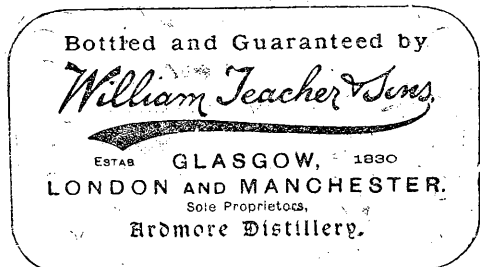 Bottled and Guaranteed by
William Teacher & Sons,
ESTAB GLASGOW, 1830
LONDON AND MANCHESTER.
Sole Proprietors,
Ardmore Distillery.